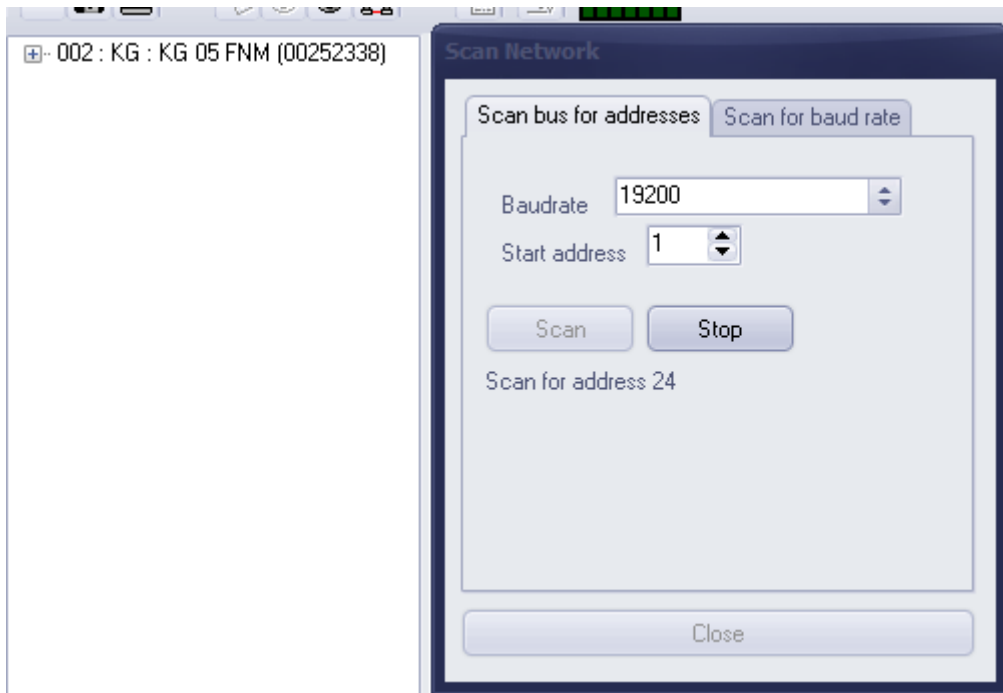 002 : KG : KG 05 FNM (00252338)
Scan Network
Scan bus for addresses
Scan for baud rate
Baudrate 19200
Start address 1
Scan
Stop
Scan for address 24
Close